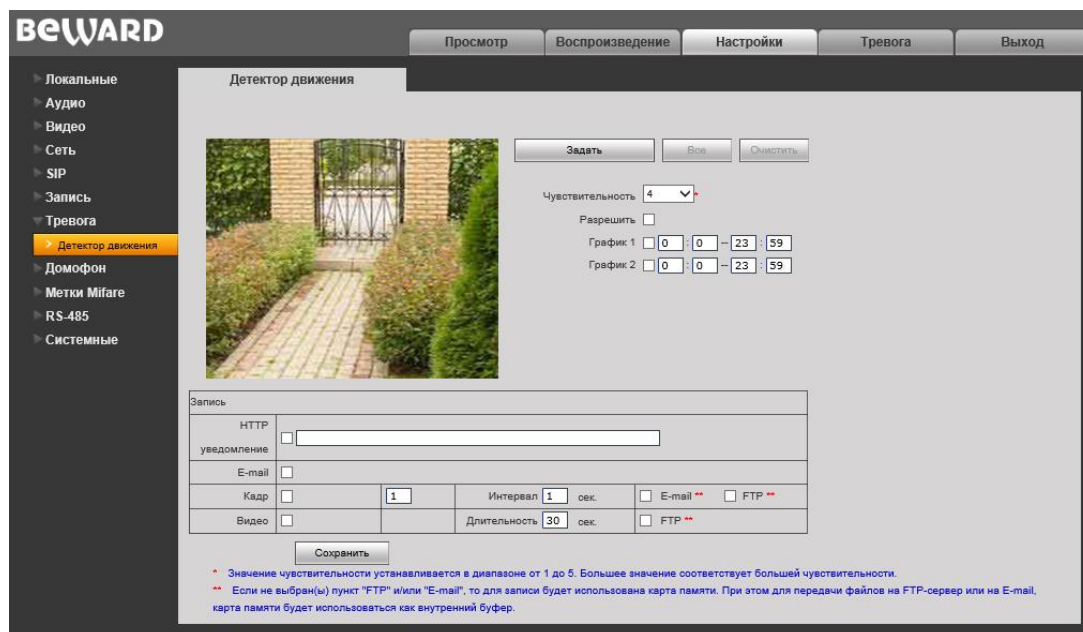 BEWARD
Просмотр Воспроизведение Настройки Тревога Выход
Локальные
Аудио
Видео
Сеть
SIP
Запись
Тревога
Детектор движения
Домофон
Метки Mifare
RS-485
Системные
Детектор движения
Задать Все Очистить
Чувствительность 4 *
Разрешить
График 1 0 : 0 – 23 : 59
График 2 0 : 0 – 23 : 59
Запись
HTTP
уведомление
E-mail
Кадр 1 Интервал 1 сек. E-mail ** FTP **
Видео Длительность 30 сек. FTP **
Сохранить
* Значение чувствительности устанавливается в диапазоне от 1 до 5. Большее значение соответствует большей чувствительности.
** Если не выбран(ы) пункт "FTP" и/или "E-mail", то для записи будет использована карта памяти. При этом для передачи файлов на FTP-сервер или на E-mail,
карта памяти будет использоваться как внутренний буфер.